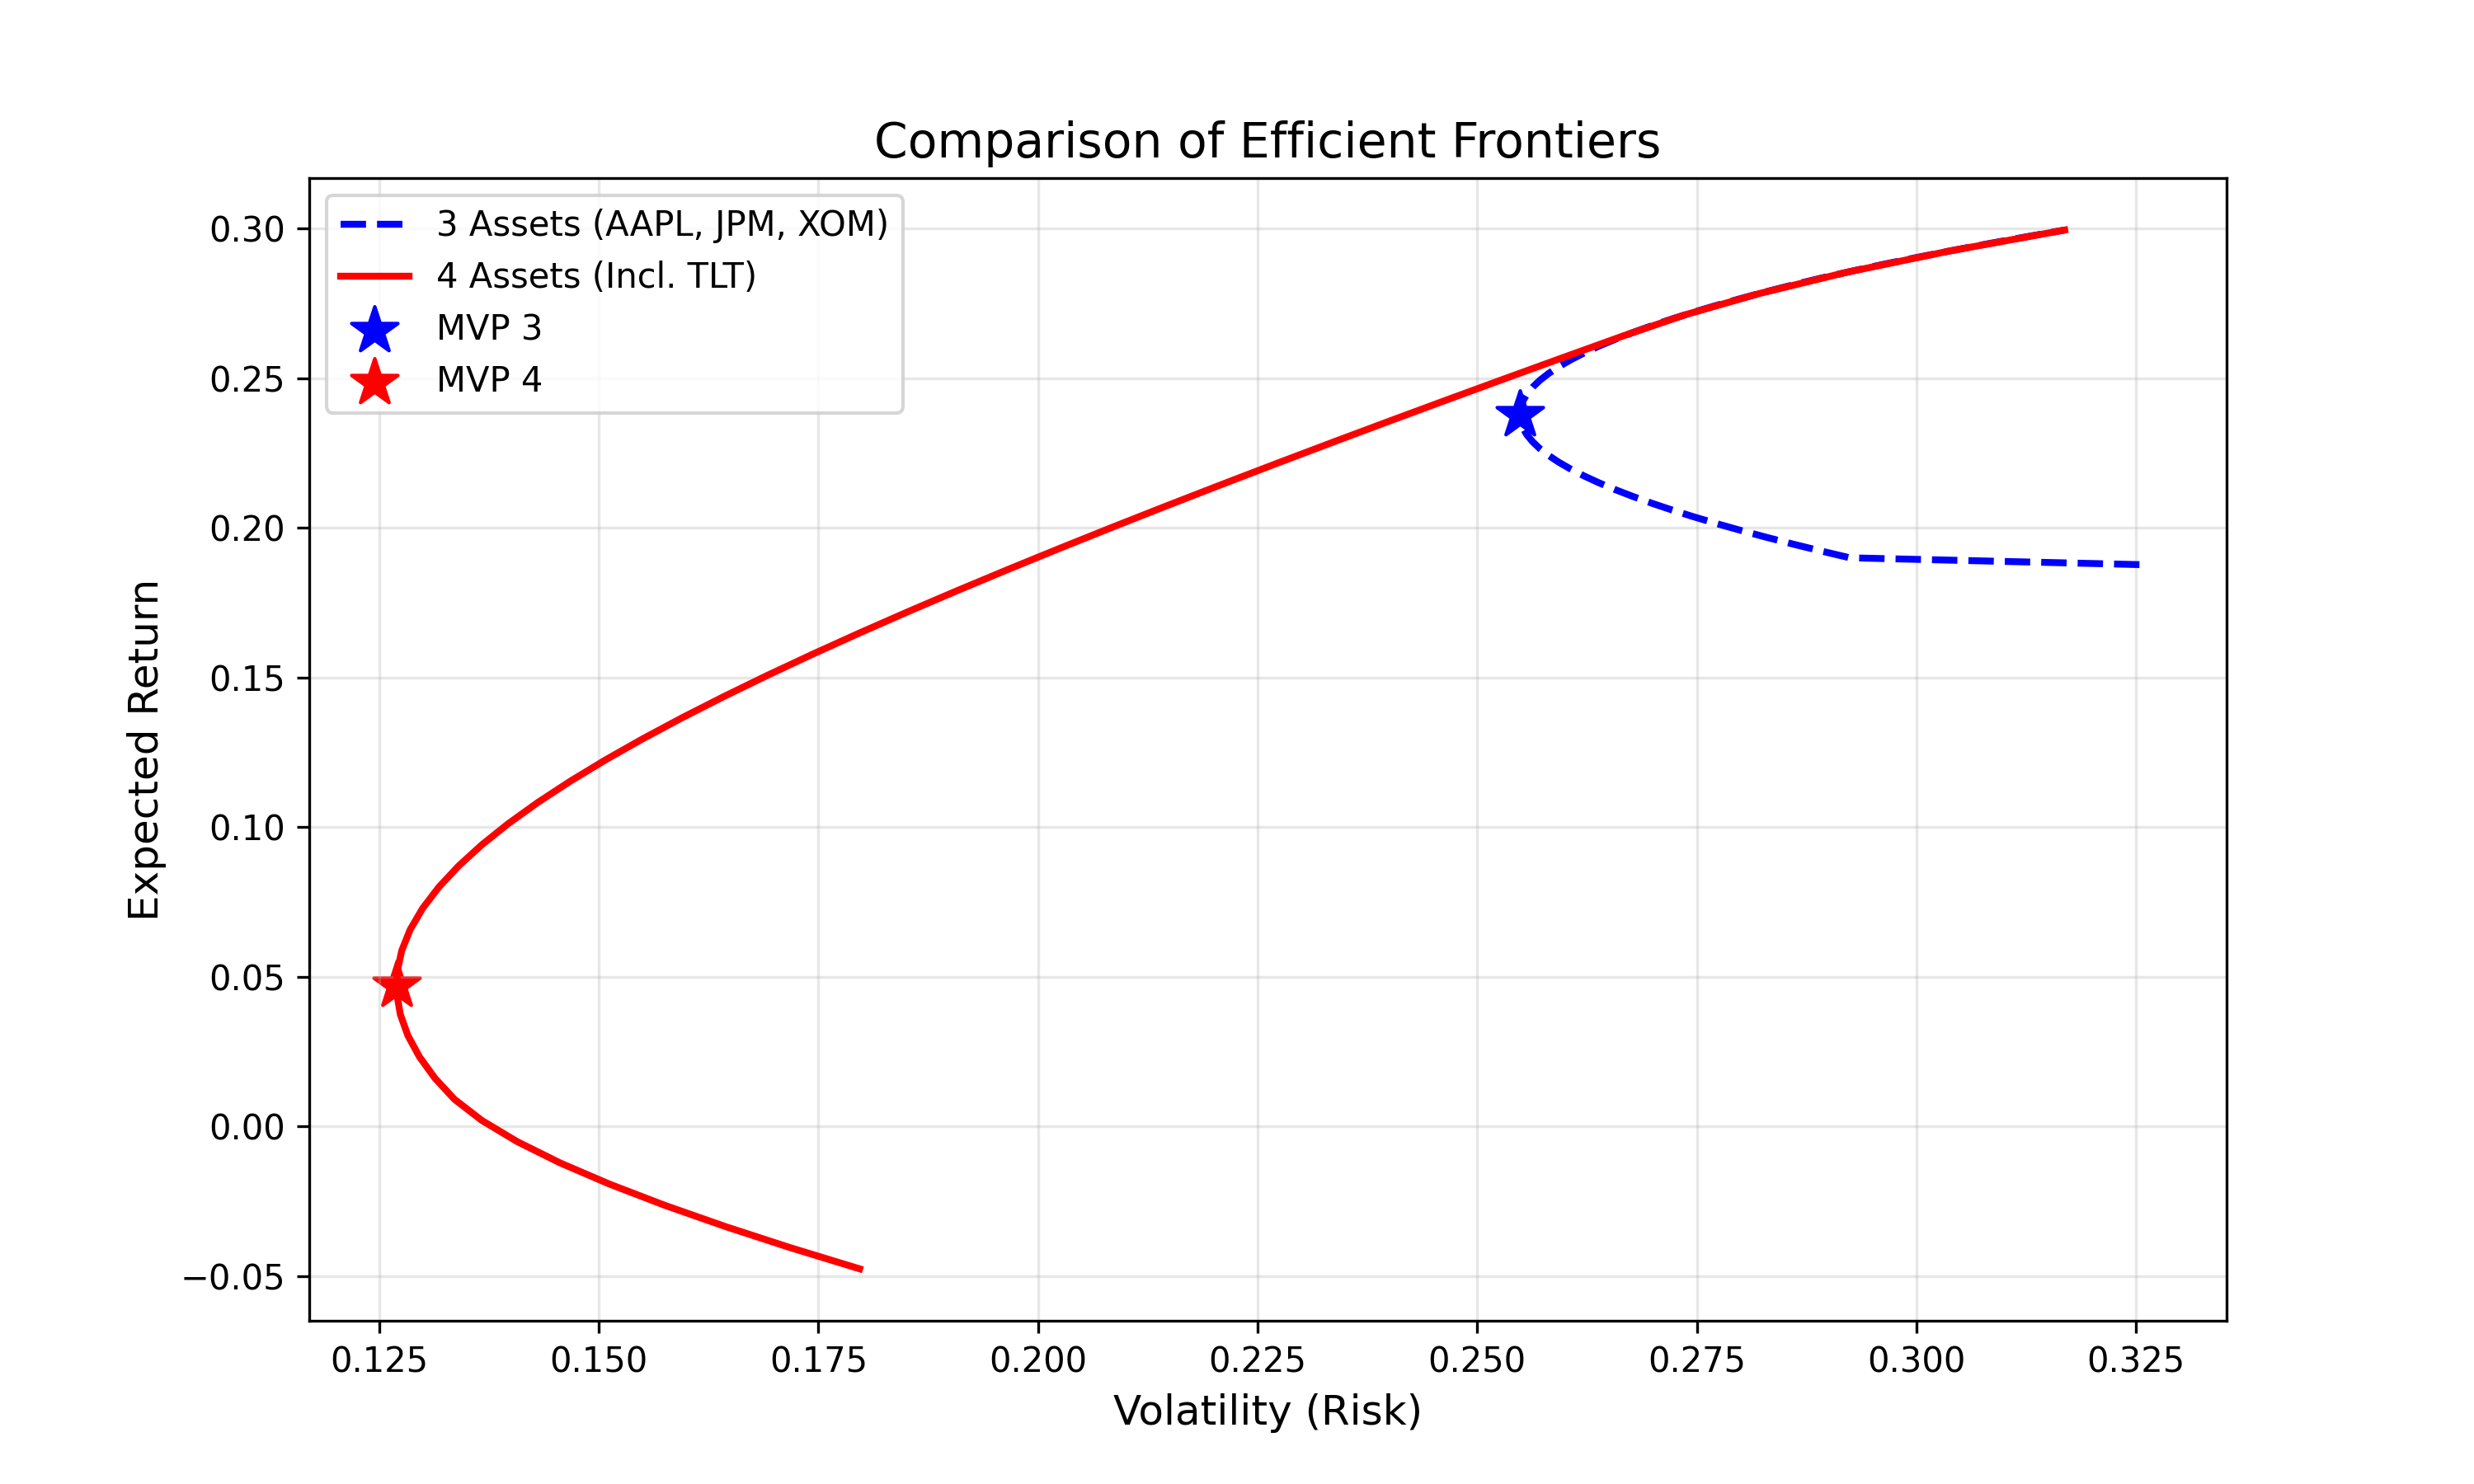 Comparison of Efficient Frontiers
3 Assets (AAPL, JPM, XOM)
4 Assets (Incl. TLT)
MVP 3
MVP 4
Expected Return
0.30
0.25
0.20
0.15
0.10
0.05
0.00
−0.05
0.125 0.150 0.175 0.200 0.225 0.250 0.275 0.300 0.325
Volatility (Risk)